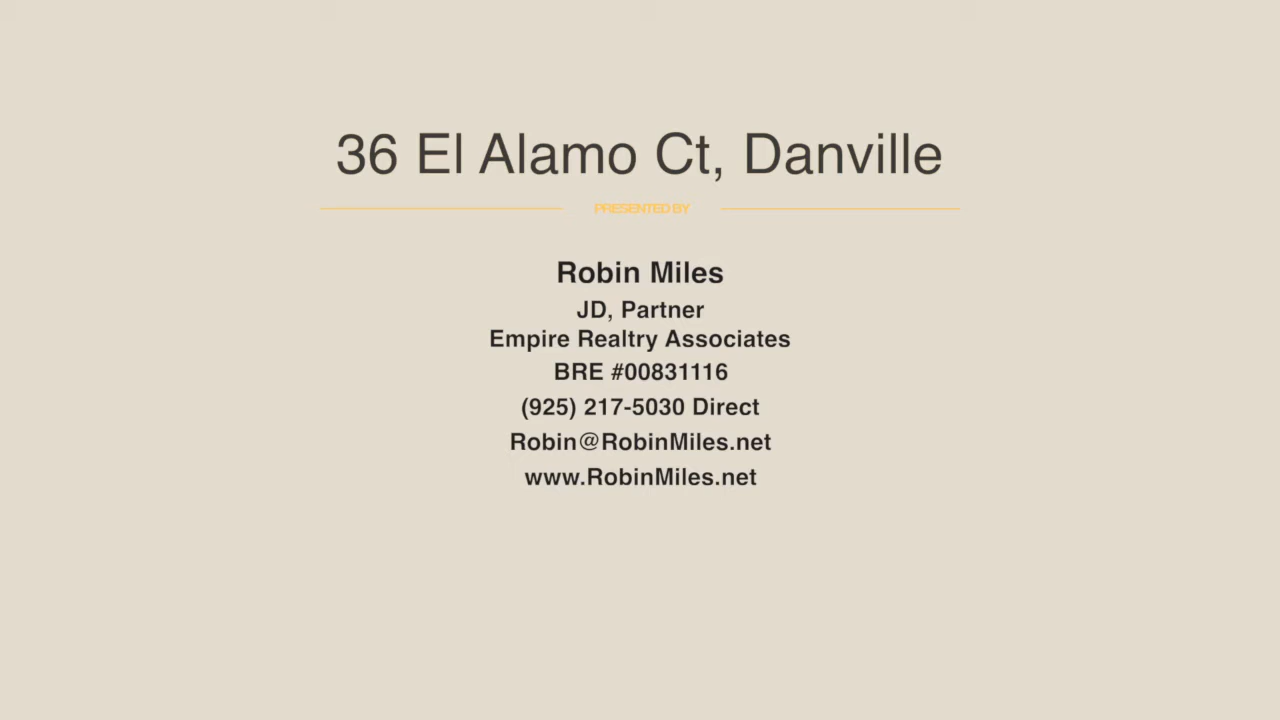 36 El Alamo Ct, Danville
PRESENTED BY
Robin Miles
JD, Partner
Empire Realtry Associates
BRE #00831116
(925) 217-5030 Direct
Robin@RobinMiles.net
www.RobinMiles.net